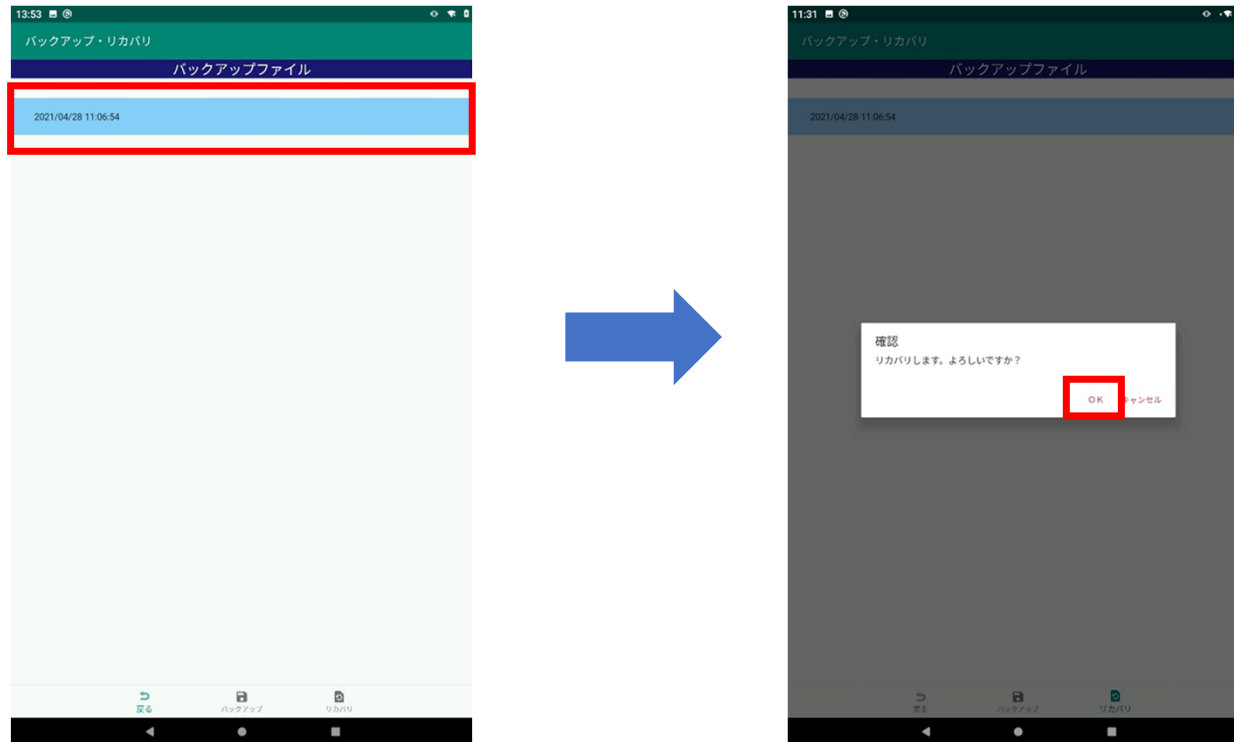 13:53
バックアップ・リカバリ
バックアップファイル
2021/04/28 11:06:54
戻る
バックアップ
リカバリ
11:31
バックアップ・リカバリ
バックアップファイル
2021/04/28 11:06:54
確認
リカバリします。よろしいですか？
OK キャンセル
戻る
バックアップ
リカバリ